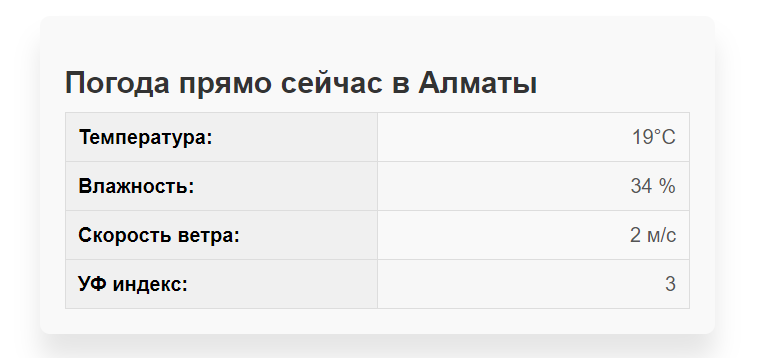 Погода прямо сейчас в Алматы
Температура: 19°C
Влажность: 34 %
Скорость ветра: 2 м/с
УФ индекс: 3